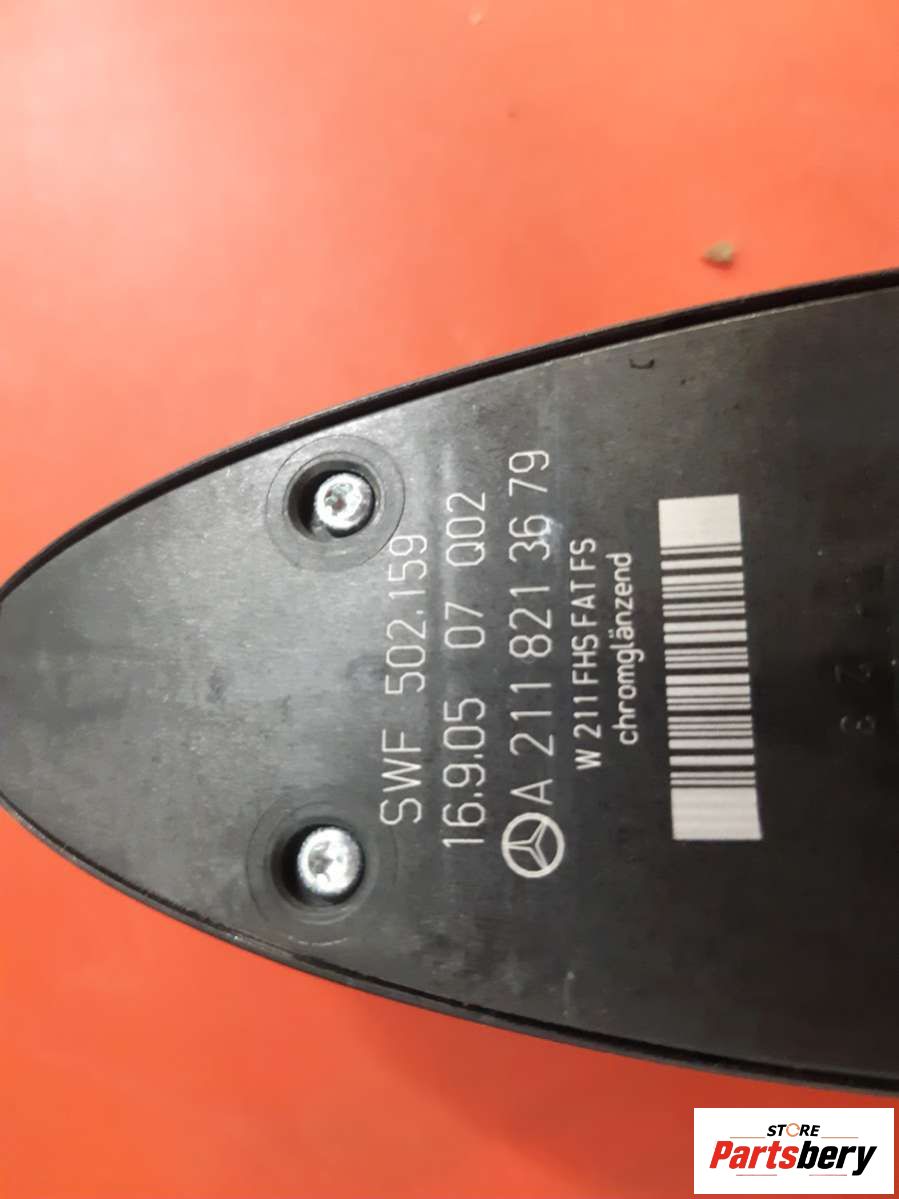 SWF 502.159
16.9.05 07 Q02
A 211 821 36 79
W 211 FHS FAT FS
chromglänzend
STORE
Partsbery